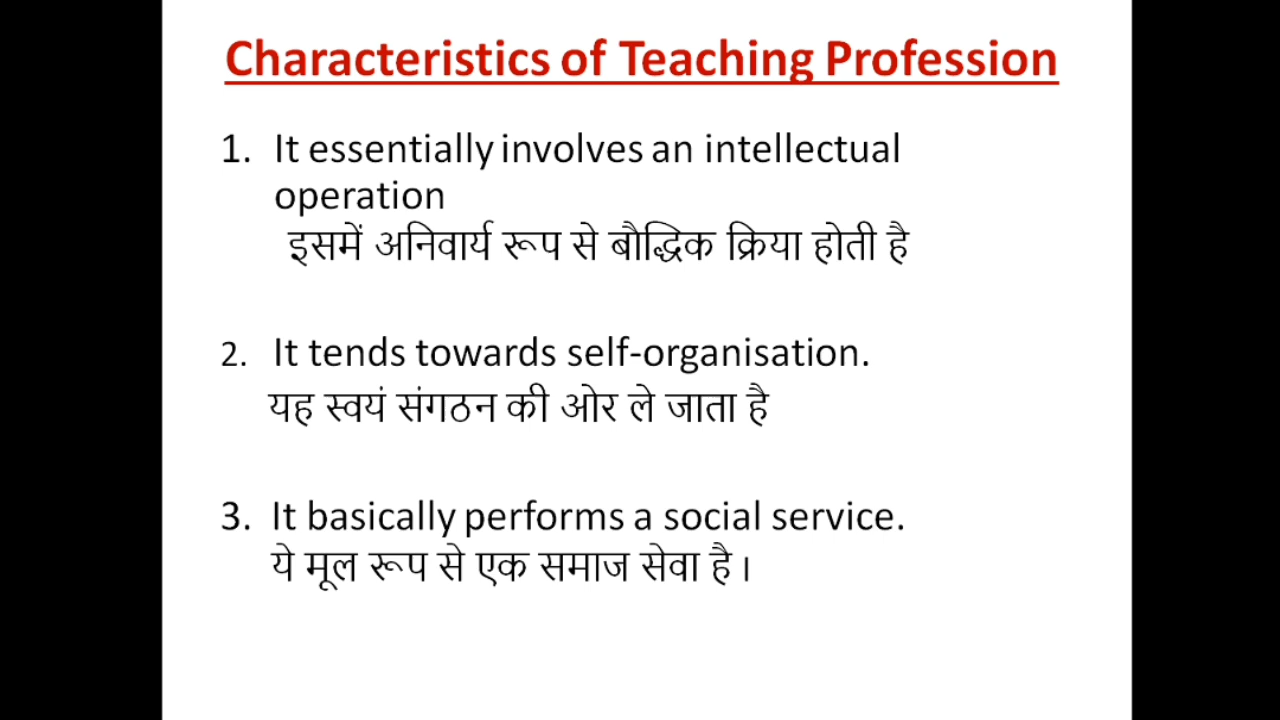 Characteristics of Teaching Profession
1. It essentially involves an intellectual
operation
इसमें अनिवार्य रूप से बौद्धिक क्रिया होती है
2. It tends towards self-organisation.
यह स्वयं संगठन की ओर ले जाता है
3. It basically performs a social service.
ये मूल रूप से एक समाज सेवा है।